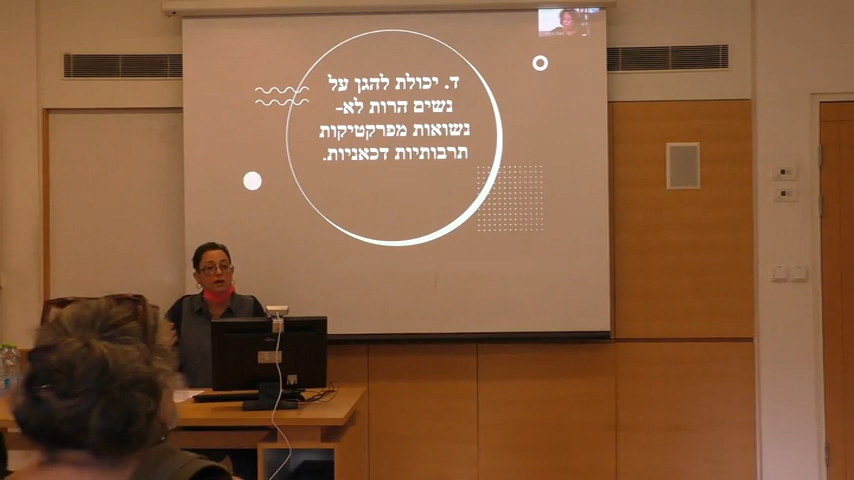 ד. יכולת להגן על
נשים הרות לא-
נשואות מפרקטיקות
תרבותיות דכאניות.